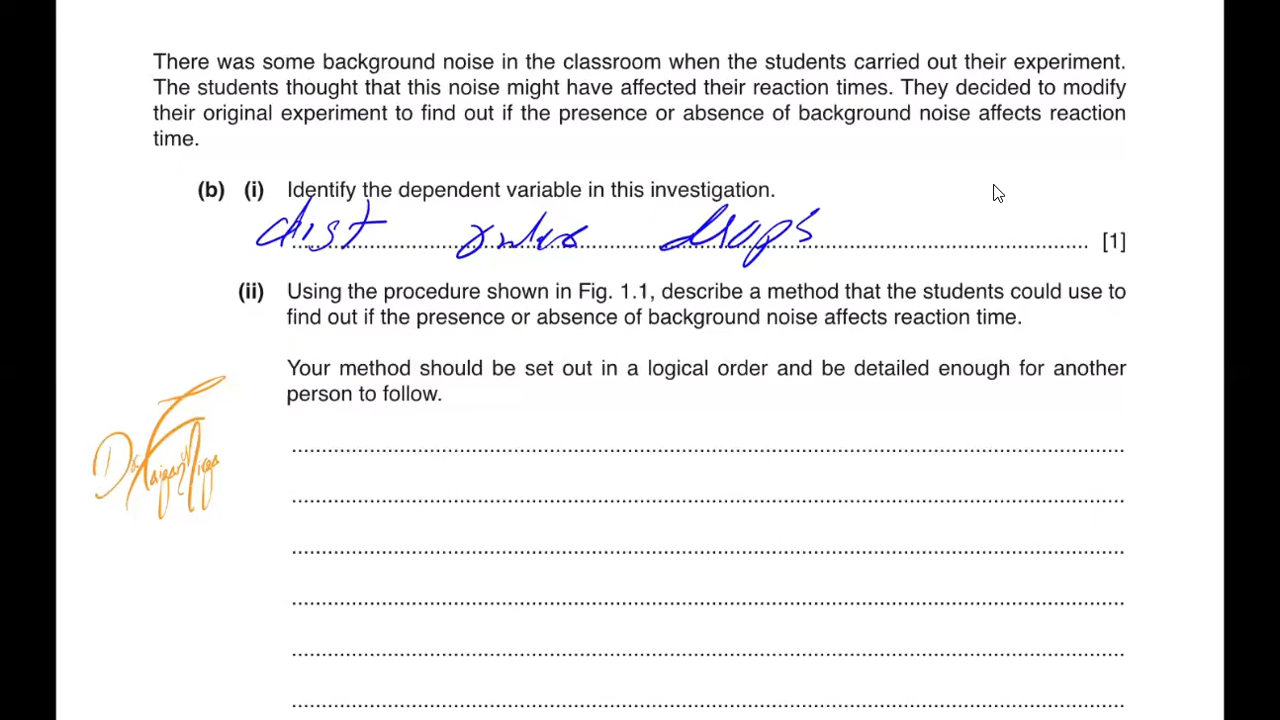 There was some background noise in the classroom when the students carried out their experiment.
The students thought that this noise might have affected their reaction times. They decided to modify
their original experiment to find out if the presence or absence of background noise affects reaction
time.
(b) (i) Identify the dependent variable in this investigation.
dist ruler drops
[1]
(ii) Using the procedure shown in Fig. 1.1, describe a method that the students could use to
find out if the presence or absence of background noise affects reaction time.
Your method should be set out in a logical order and be detailed enough for another
person to follow.